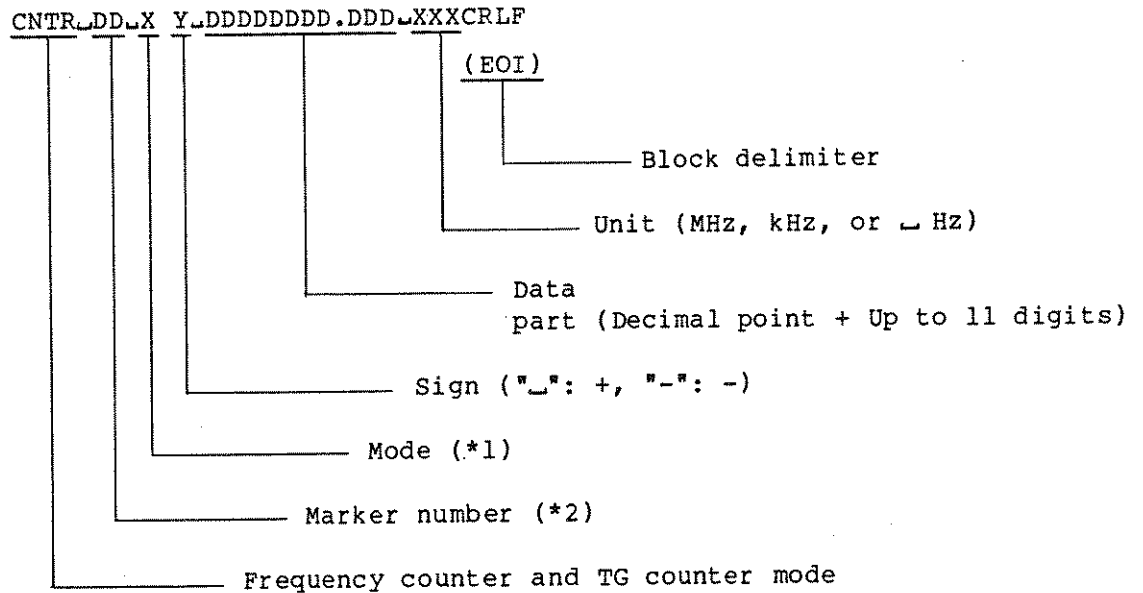 CNTR␣DD␣X Y␣DDDDDDDD.DDD␣XXXCRLF
(EOI)
Block delimiter
Unit (MHz, kHz, or ␣ Hz)
Data
part (Decimal point + Up to 11 digits)
Sign ("␣": +, "-": -)
Mode (*1)
Marker number (*2)
Frequency counter and TG counter mode